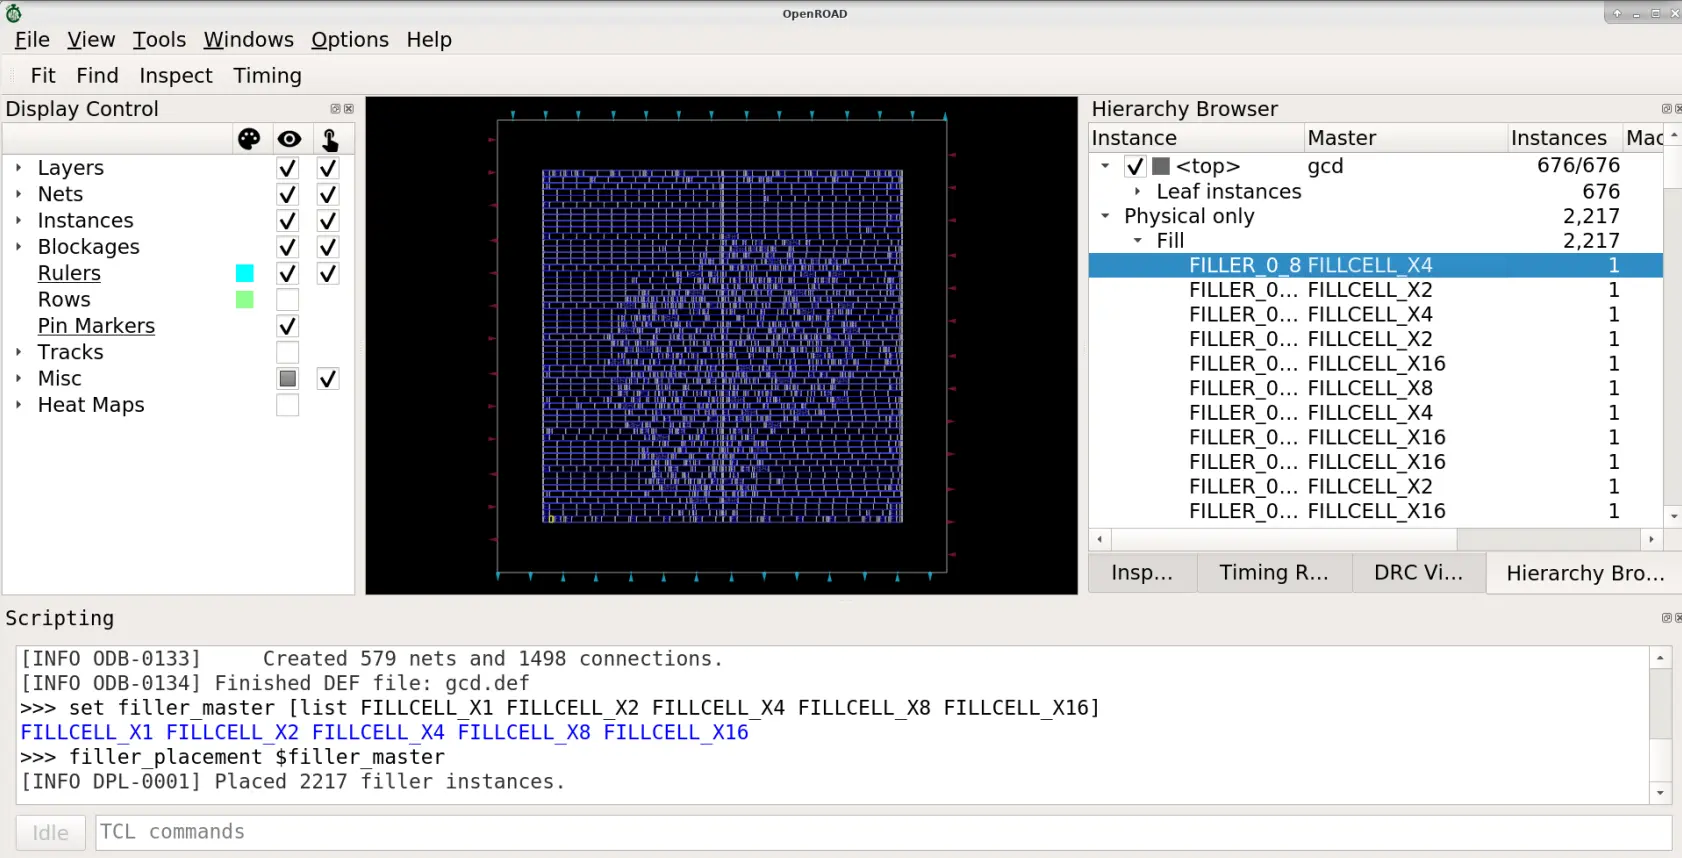 OpenROAD
File View Tools Windows Options Help
Fit Find Inspect Timing
Display Control
Layers
Nets
Instances
Blockages
Rulers
Rows
Pin Markers
Tracks
Misc
Heat Maps
Hierarchy Browser
Instance Master Instances Mac
<top> gcd 676/676
Leaf instances 676
Physical only 2,217
Fill 2,217
FILLER_0_8 FILLCELL_X4 1
FILLER_0... FILLCELL_X2 1
FILLER_0... FILLCELL_X4 1
FILLER_0... FILLCELL_X2 1
FILLER_0... FILLCELL_X16 1
FILLER_0... FILLCELL_X8 1
FILLER_0... FILLCELL_X4 1
FILLER_0... FILLCELL_X16 1
FILLER_0... FILLCELL_X16 1
FILLER_0... FILLCELL_X2 1
FILLER_0... FILLCELL_X16 1
Insp... Timing R... DRC Vi... Hierarchy Bro...
Scripting
[INFO ODB-0133]     Created 579 nets and 1498 connections.
[INFO ODB-0134] Finished DEF file: gcd.def
>>> set filler_master [list FILLCELL_X1 FILLCELL_X2 FILLCELL_X4 FILLCELL_X8 FILLCELL_X16]
FILLCELL_X1 FILLCELL_X2 FILLCELL_X4 FILLCELL_X8 FILLCELL_X16
>>> filler_placement $filler_master
[INFO DPL-0001] Placed 2217 filler instances.
Idle TCL commands